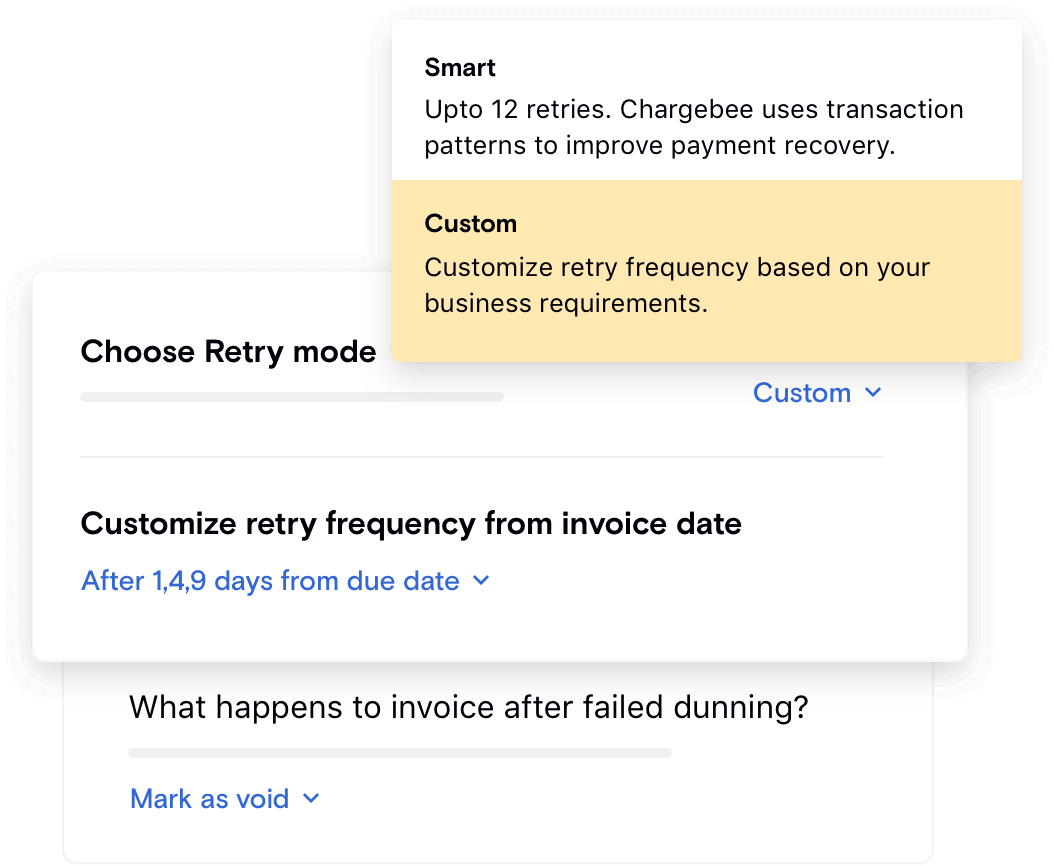 Smart
Upto 12 retries. Chargebee uses transaction
patterns to improve payment recovery.
Custom
Customize retry frequency based on your
business requirements.
Choose Retry mode
Custom
Customize retry frequency from invoice date
After 1,4,9 days from due date
What happens to invoice after failed dunning?
Mark as void